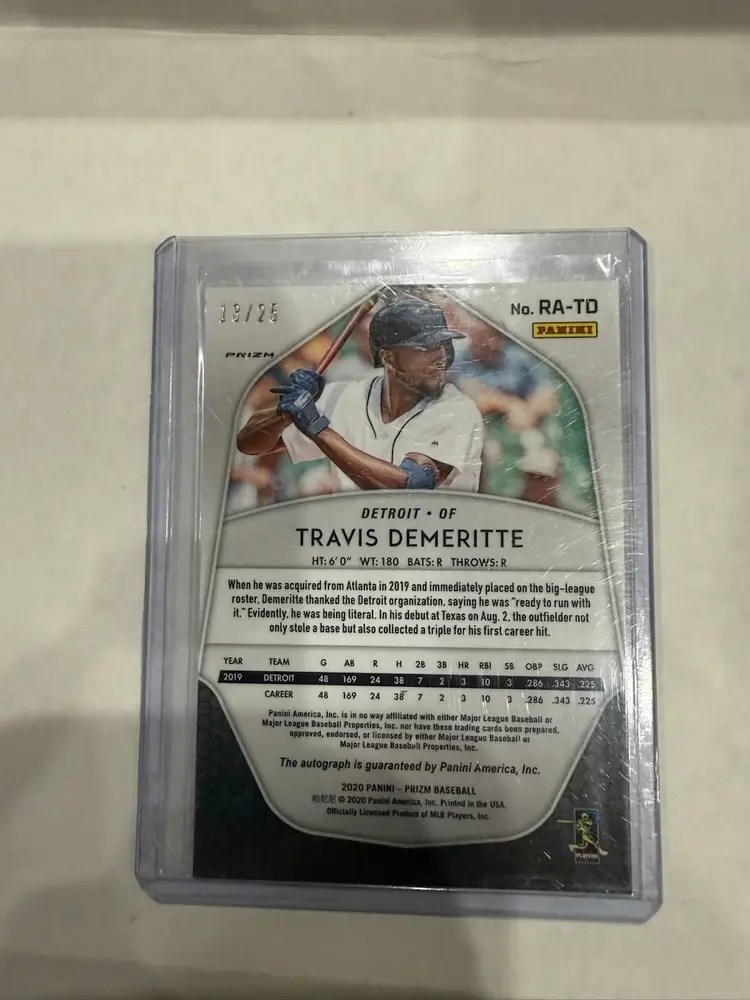 13/25
No. RA-TD
PANINI
PRIZM
DETROIT • OF
TRAVIS DEMERITTE
HT: 6' 0" WT: 180 BATS: R THROWS: R
When he was acquired from Atlanta in 2019 and immediately placed on the big-league
roster, Demeritte thanked the Detroit organization, saying he was "ready to run with
it." Evidently, he was being literal. In his debut at Texas on Aug. 2, the outfielder not
only stole a base but also collected a triple for his first career hit.
YEAR TEAM G AB R H 2B 3B HR RBI SB OBP SLG AVG
2019 DETROIT 48 169 24 38 7 2 3 10 3 .286 .343 .225
CAREER 48 169 24 38 7 2 3 10 3 .286 .343 .225
Panini America, Inc. is in no way affiliated with either Major League Baseball or
Major League Baseball Properties, Inc. nor have these trading cards been prepared,
approved, endorsed, or licensed by either Major League Baseball or
Major League Baseball Properties, Inc.
The autograph is guaranteed by Panini America, Inc.
2020 PANINI – PRIZM BASEBALL
帕尼尼 © 2020 Panini America, Inc. Printed in the USA.
Officially Licensed Product of MLB Players, Inc.
PLAYERS